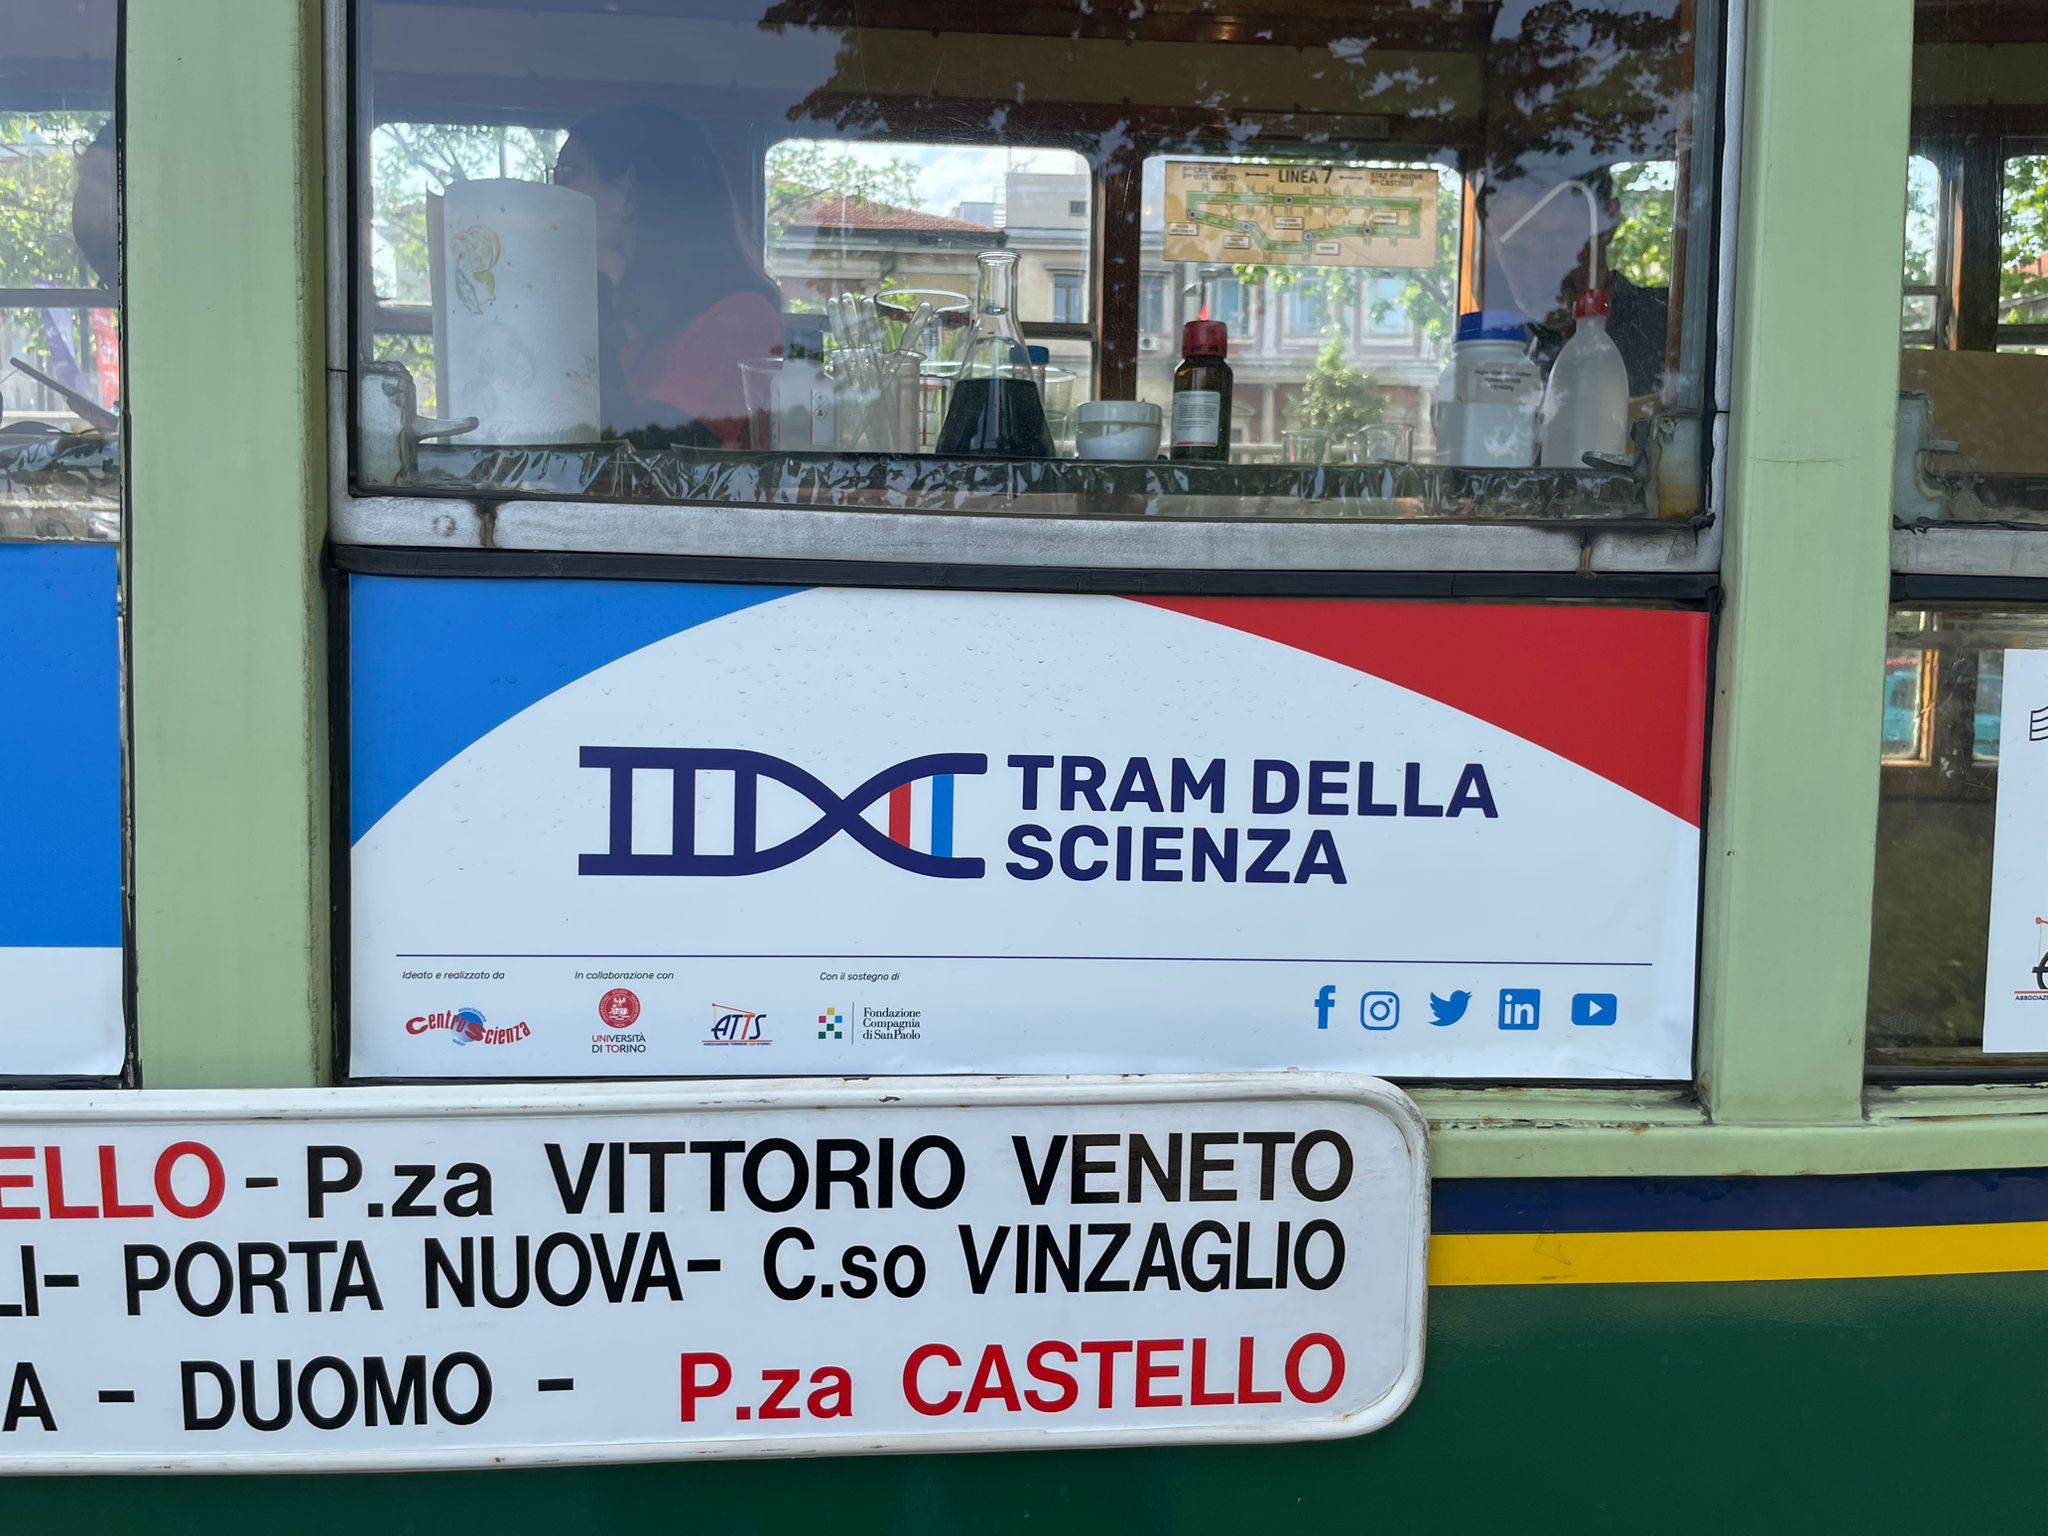 LINEA 7
TRAM DELLA
SCIENZA
Ideato e realizzato da
In collaborazione con
Con il sostegno di
CentroScienza
UNIVERSITÀ
DI TORINO
ATTS
Fondazione
Compagnia
di San Paolo
ELLO - P.za VITTORIO VENETO
LI - PORTA NUOVA - C.so VINZAGLIO
A - DUOMO - P.za CASTELLO